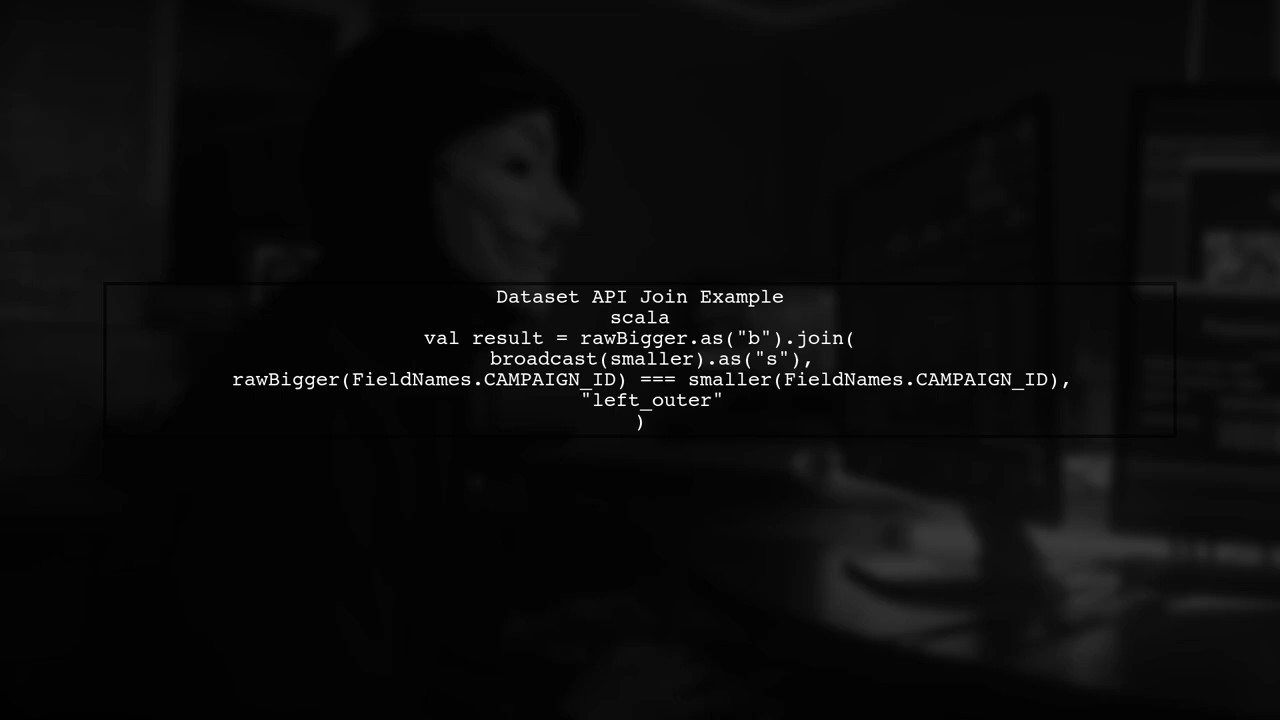 Dataset API Join Example
scala
val result = rawBigger.as("b").join(
broadcast(smaller).as("s"),
rawBigger(FieldNames.CAMPAIGN_ID) === smaller(FieldNames.CAMPAIGN_ID),
"left_outer"
)